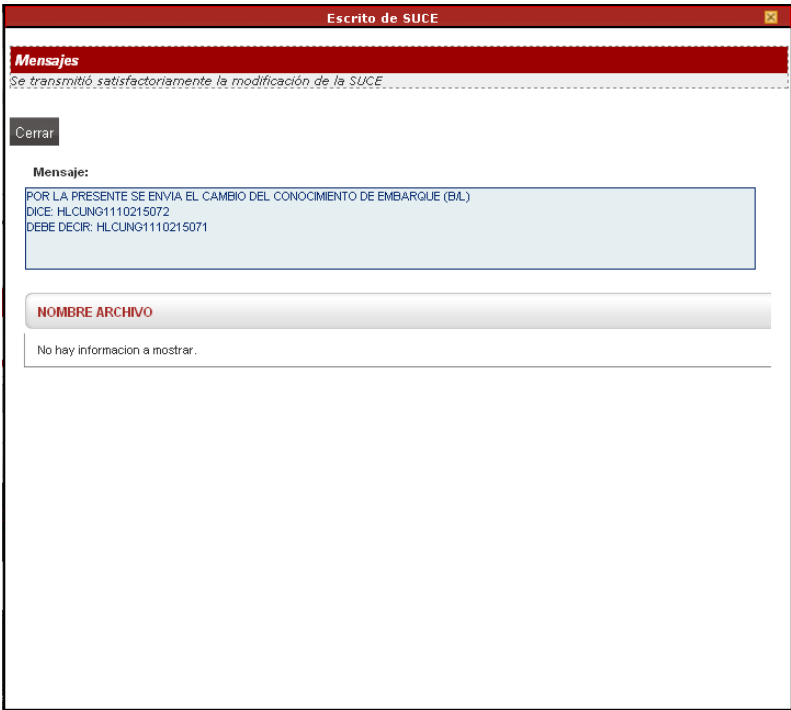 Escrito de SUCE
Mensajes
Se transmitió satisfactoriamente la modificación de la SUCE
Cerrar
Mensaje:
POR LA PRESENTE SE ENVIA EL CAMBIO DEL CONOCIMIENTO DE EMBARQUE (B/L)
DICE: HLCUNG1110215072
DEBE DECIR: HLCUNG1110215071
NOMBRE ARCHIVO
No hay informacion a mostrar.